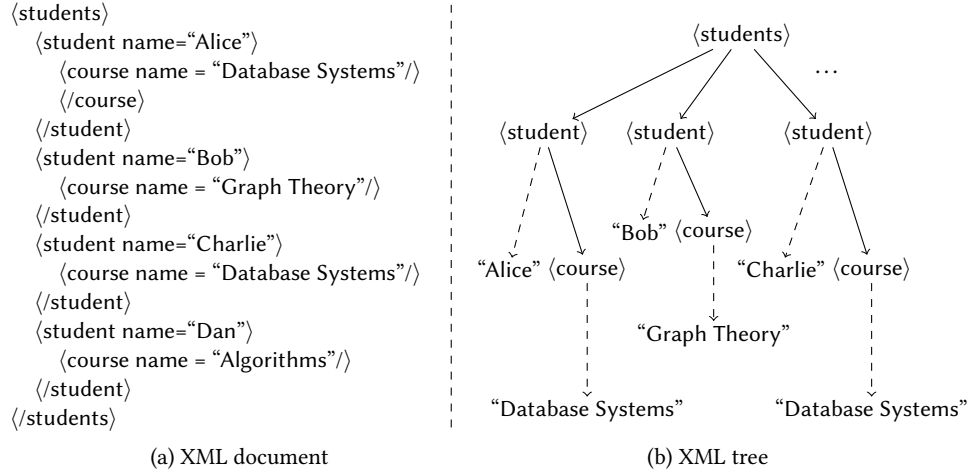 ⟨students⟩
⟨student name=“Alice”⟩
⟨course name = “Database Systems”/⟩
⟨/course⟩
⟨/student⟩
⟨student name=“Bob”⟩
⟨course name = “Graph Theory”/⟩
⟨/student⟩
⟨student name=“Charlie”⟩
⟨course name = “Database Systems”/⟩
⟨/student⟩
⟨student name=“Dan”⟩
⟨course name = “Algorithms”/⟩
⟨/student⟩
⟨/students⟩
(a) XML document
⟨students⟩
...
⟨student⟩ ⟨student⟩ ⟨student⟩
“Bob” ⟨course⟩
“Alice” ⟨course⟩ “Charlie” ⟨course⟩
“Graph Theory”
“Database Systems” “Database Systems”
(b) XML tree